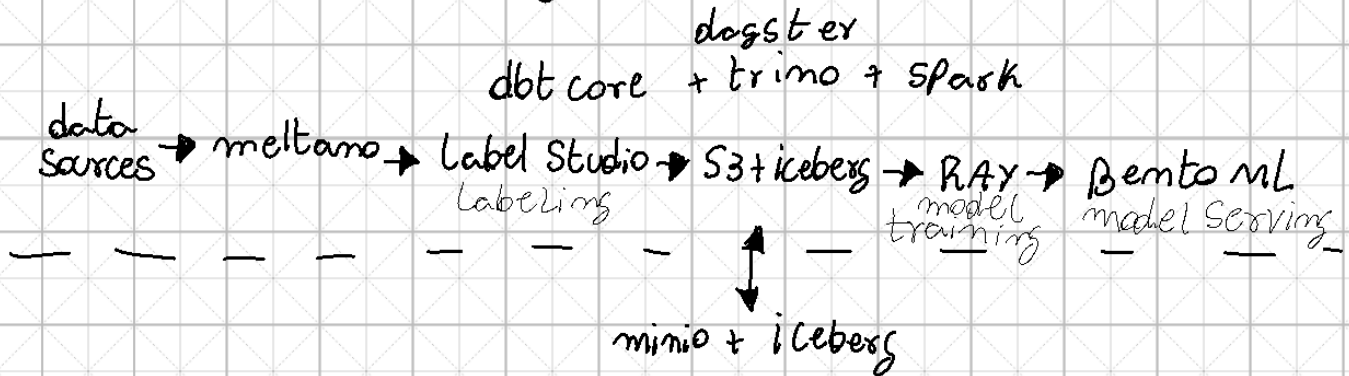 dagster
dbt core + trino + spark
data sources → meltano → Label Studio → S3 + iceberg → RAY → Bento ML
Labeling model training model serving
minio + iceberg